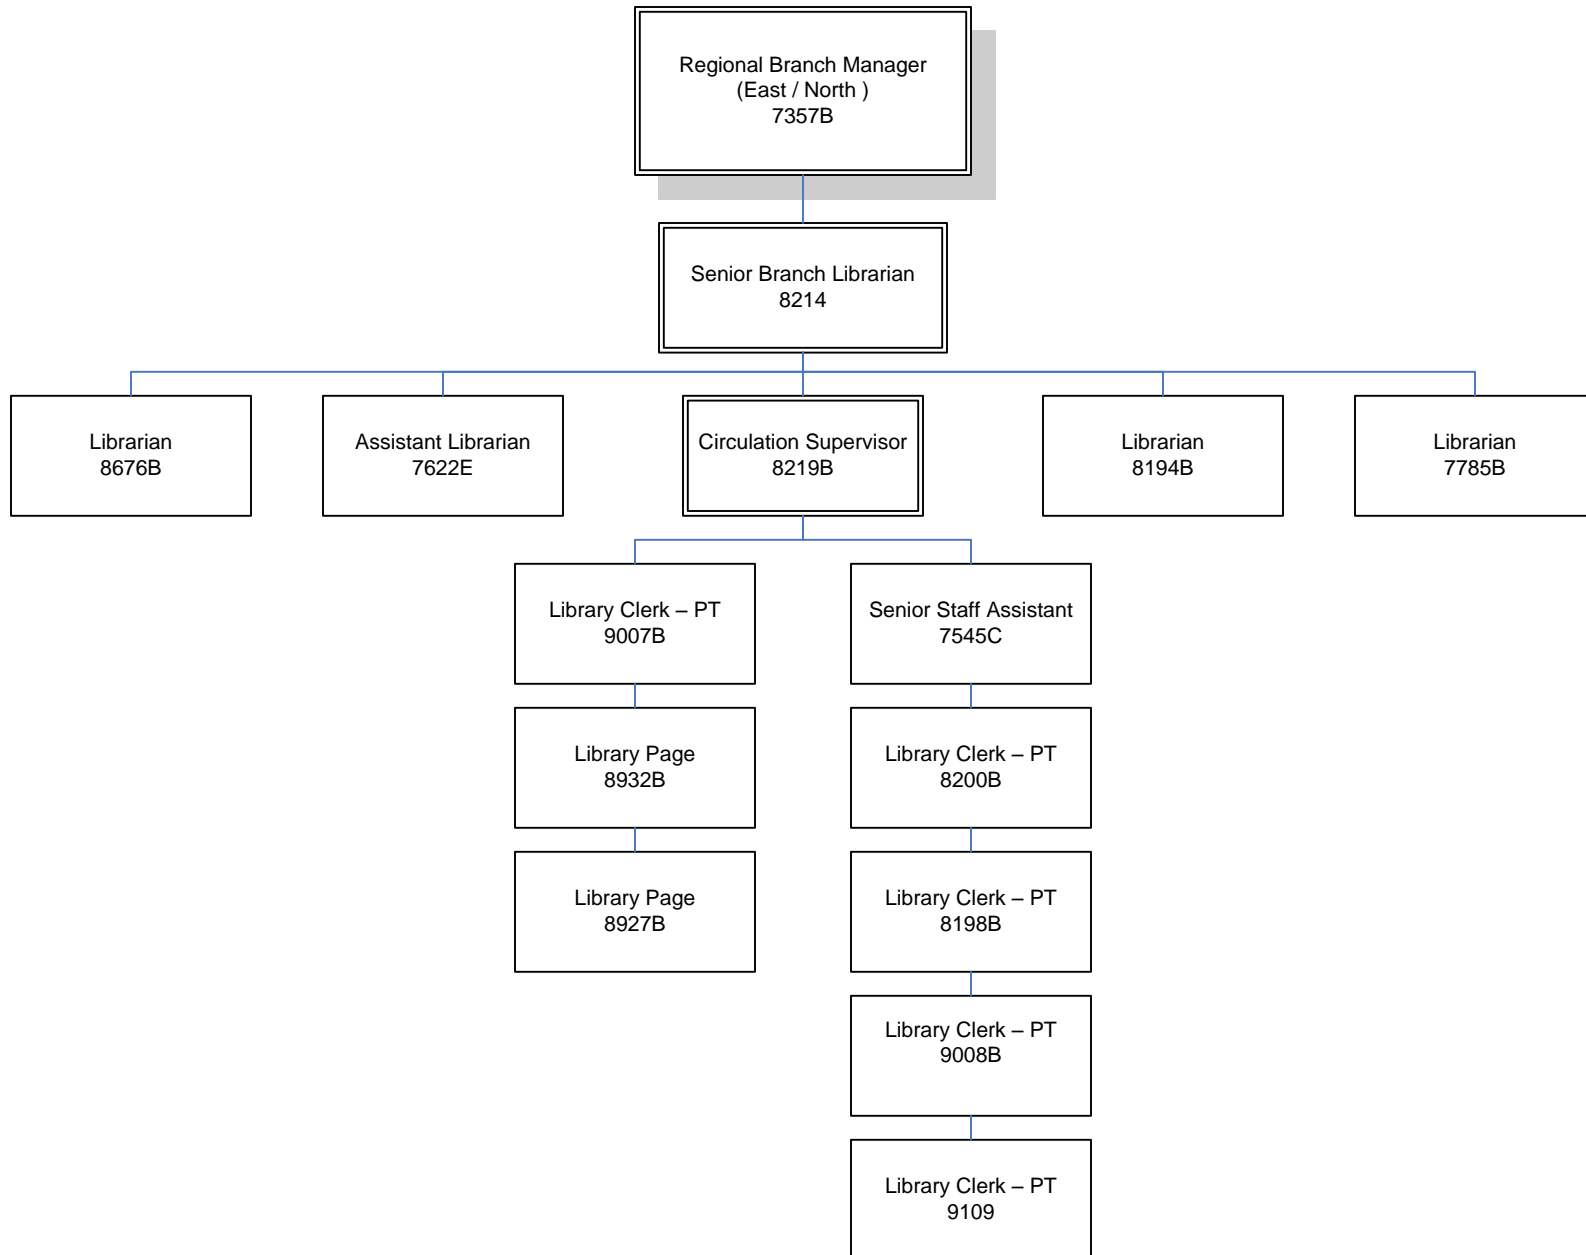 Regional Branch Manager
(East / North )
7357B
Senior Branch Librarian
8214
Librarian
8676B
Assistant Librarian
7622E
Circulation Supervisor
8219B
Librarian
8194B
Librarian
7785B
Library Clerk – PT
9007B
Senior Staff Assistant
7545C
Library Page
8932B
Library Clerk – PT
8200B
Library Page
8927B
Library Clerk – PT
8198B
Library Clerk – PT
9008B
Library Clerk – PT
9109